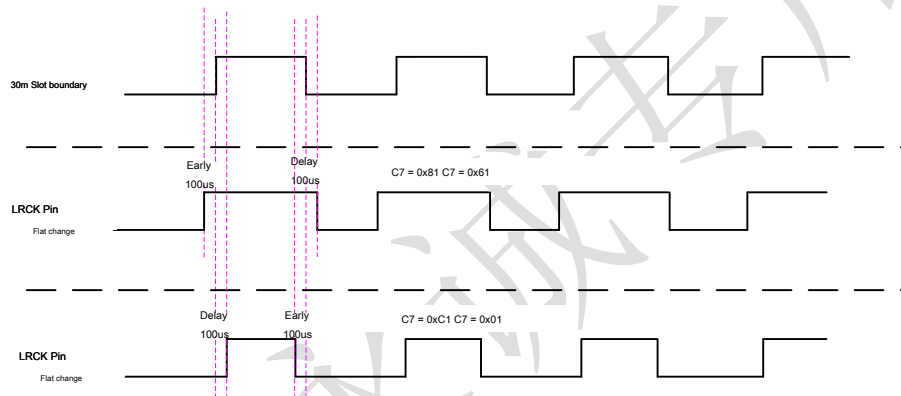 30m Slot boundary
Early
100us
Delay
100us
C7 = 0x81 C7 = 0x61
LRCK Pin
Flat change
Delay
100us
Early
100us
C7 = 0xC1 C7 = 0x01
LRCK Pin
Flat change